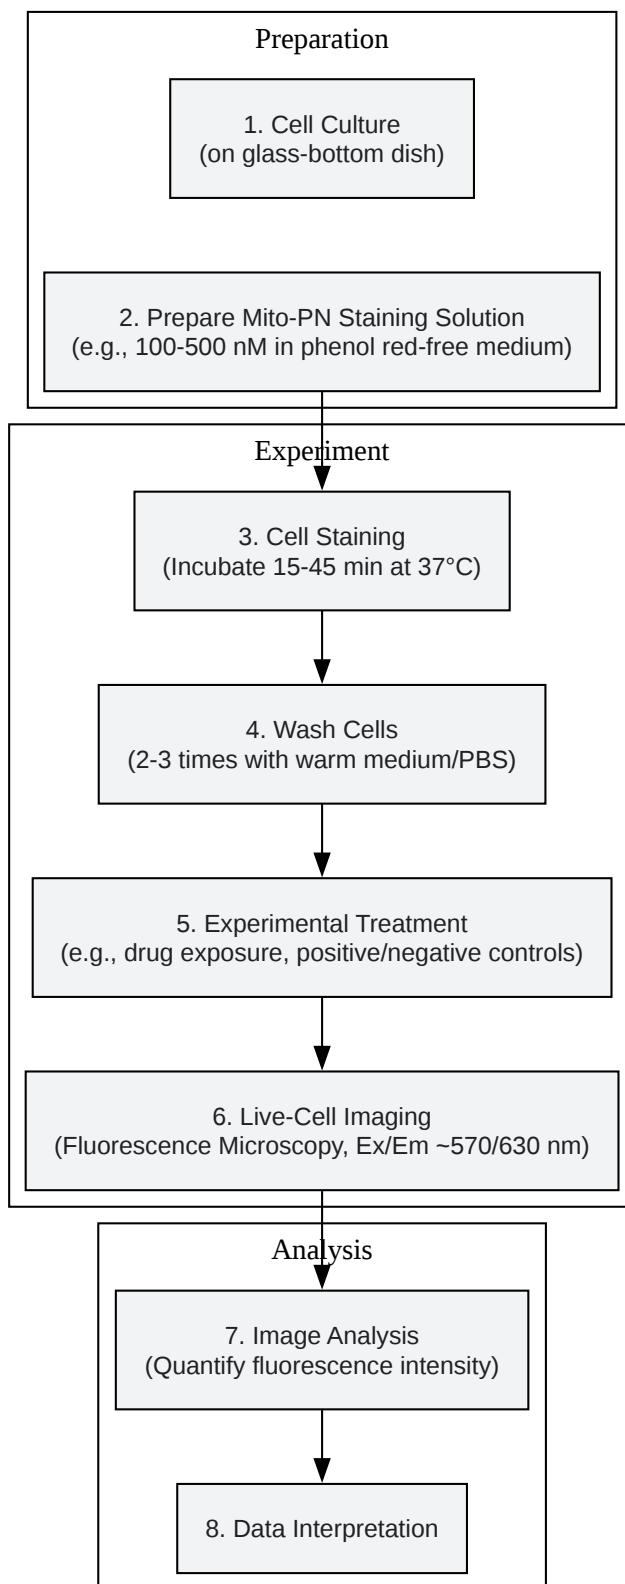 Preparation
1. Cell Culture
(on glass-bottom dish)
2. Prepare Mito-PN Staining Solution
(e.g., 100-500 nM in phenol red-free medium)
Experiment
3. Cell Staining
(Incubate 15-45 min at 37°C)
4. Wash Cells
(2-3 times with warm medium/PBS)
5. Experimental Treatment
(e.g., drug exposure, positive/negative controls)
6. Live-Cell Imaging
(Fluorescence Microscopy, Ex/Em ~570/630 nm)
Analysis
7. Image Analysis
(Quantify fluorescence intensity)
8. Data Interpretation